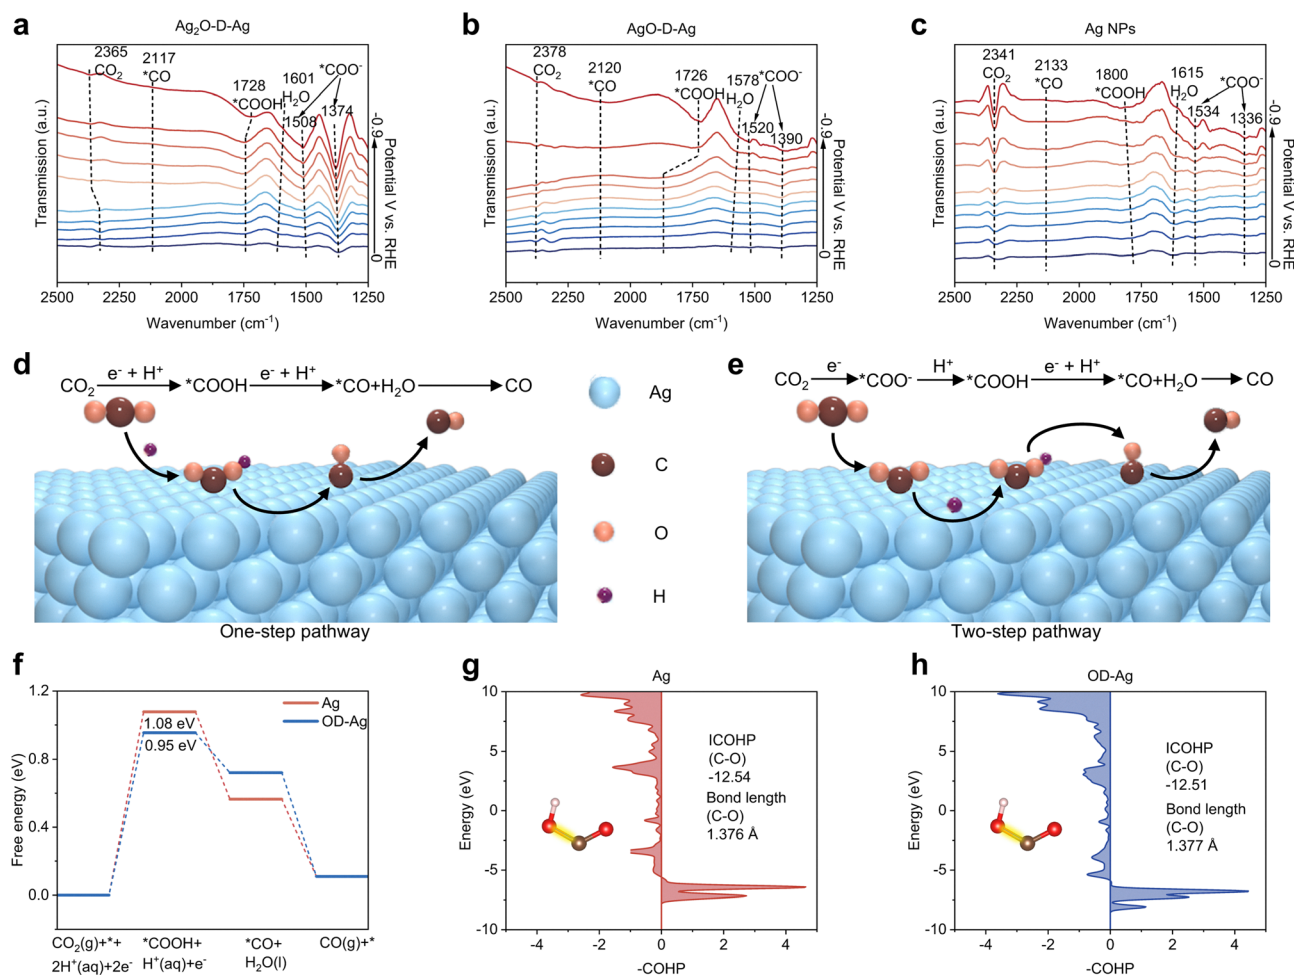 a
Ag₂O-D-Ag
2365
CO₂
2117
*CO
1728
*COOH
1601
H₂O
*COO⁻
1508
1374
Transmission (a.u.)
-0.9
Potential V vs. RHE
0
2500 2250 2000 1750 1500 1250
Wavenumber (cm⁻¹)
b
AgO-D-Ag
2378
CO₂
2120
*CO
1726
*COOH
1578
H₂O
*COO⁻
1520
1390
Transmission (a.u.)
-0.9
Potential V vs. RHE
0
2500 2250 2000 1750 1500 1250
Wavenumber (cm⁻¹)
c
Ag NPs
2341
CO₂
2133
*CO
1800
*COOH
1615
H₂O
*COO⁻
1534
1336
Transmission (a.u.)
-0.9
Potential V vs. RHE
0
2500 2250 2000 1750 1500 1250
Wavenumber (cm⁻¹)
d
CO₂ e⁻ + H⁺ *COOH e⁻ + H⁺ *CO+H₂O CO
One-step pathway
Ag
C
O
H
e
CO₂ e⁻ *COO⁻ H⁺ *COOH e⁻ + H⁺ *CO+H₂O CO
Two-step pathway
f
Free energy (eV)
1.2
0.8
0.4
0.0
Ag
OD-Ag
1.08 eV
0.95 eV
CO₂(g)+*+
2H⁺(aq)+2e⁻
*COOH+
H⁺(aq)+e⁻
*CO+
H₂O(l)
CO(g)+*
g
Ag
Energy (eV)
10
5
0
-5
-10
ICOHP
(C-O)
-12.54
Bond length
(C-O)
1.376 Å
-4 -2 0 2 4
-COHP
h
OD-Ag
Energy (eV)
10
5
0
-5
-10
ICOHP
(C-O)
-12.51
Bond length
(C-O)
1.377 Å
-4 -2 0 2 4
-COHP